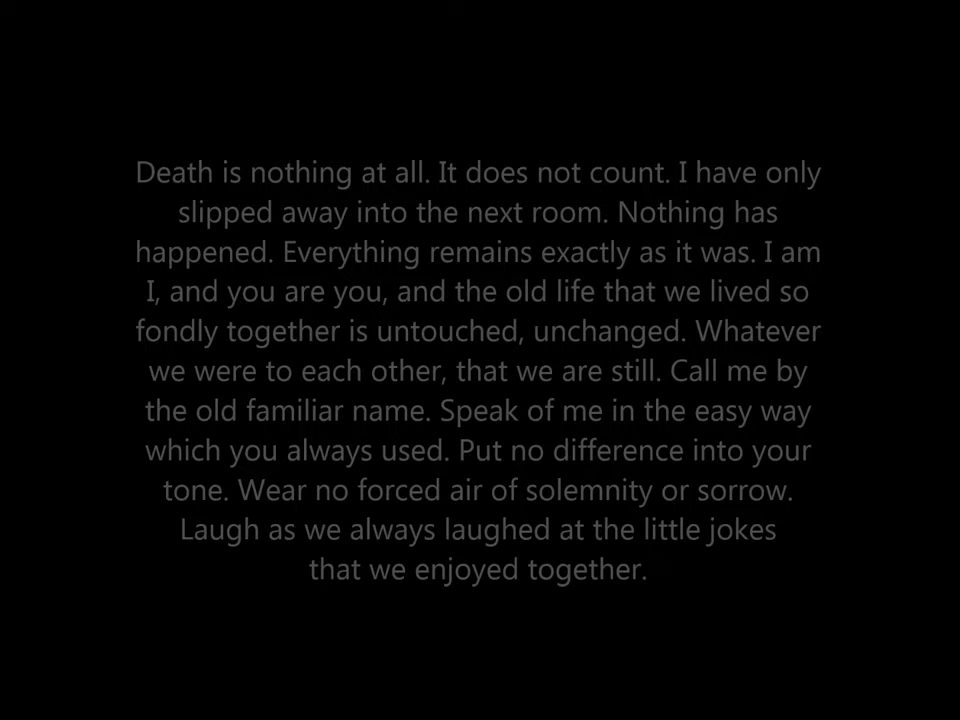 Death is nothing at all. It does not count. I have only
slipped away into the next room. Nothing has
happened. Everything remains exactly as it was. I am
I, and you are you, and the old life that we lived so
fondly together is untouched, unchanged. Whatever
we were to each other, that we are still. Call me by
the old familiar name. Speak of me in the easy way
which you always used. Put no difference into your
tone. Wear no forced air of solemnity or sorrow.
Laugh as we always laughed at the little jokes
that we enjoyed together.